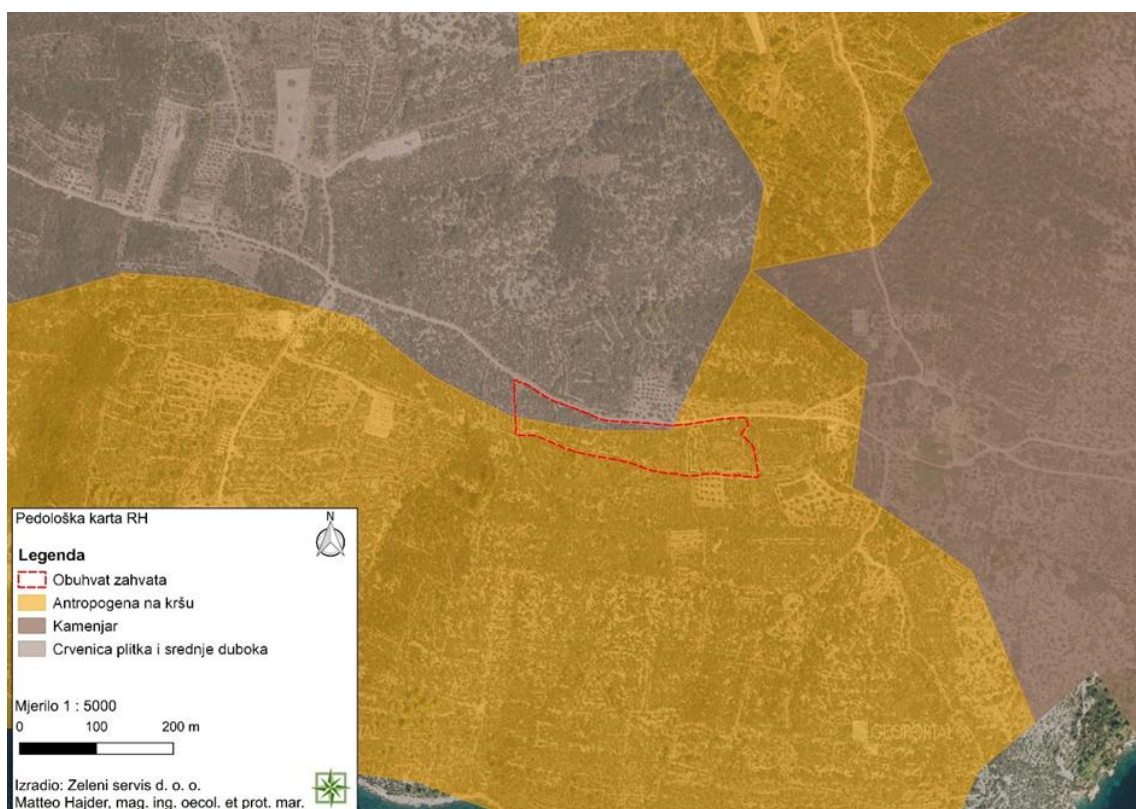 GEOPORTAL
GEOPORTAL
Pedološka karta RH
N
Legenda
Obuhvat zahvata
Antropogena na kršu
Kamenjar
Crvenica plitka i srednje duboka
Mjerilo 1 : 5000
0 100 200 m
GEOPORTAL
Izradio: Zeleni servis d. o. o.
Matteo Hajder, mag. ing. oecol. et prot. mar.